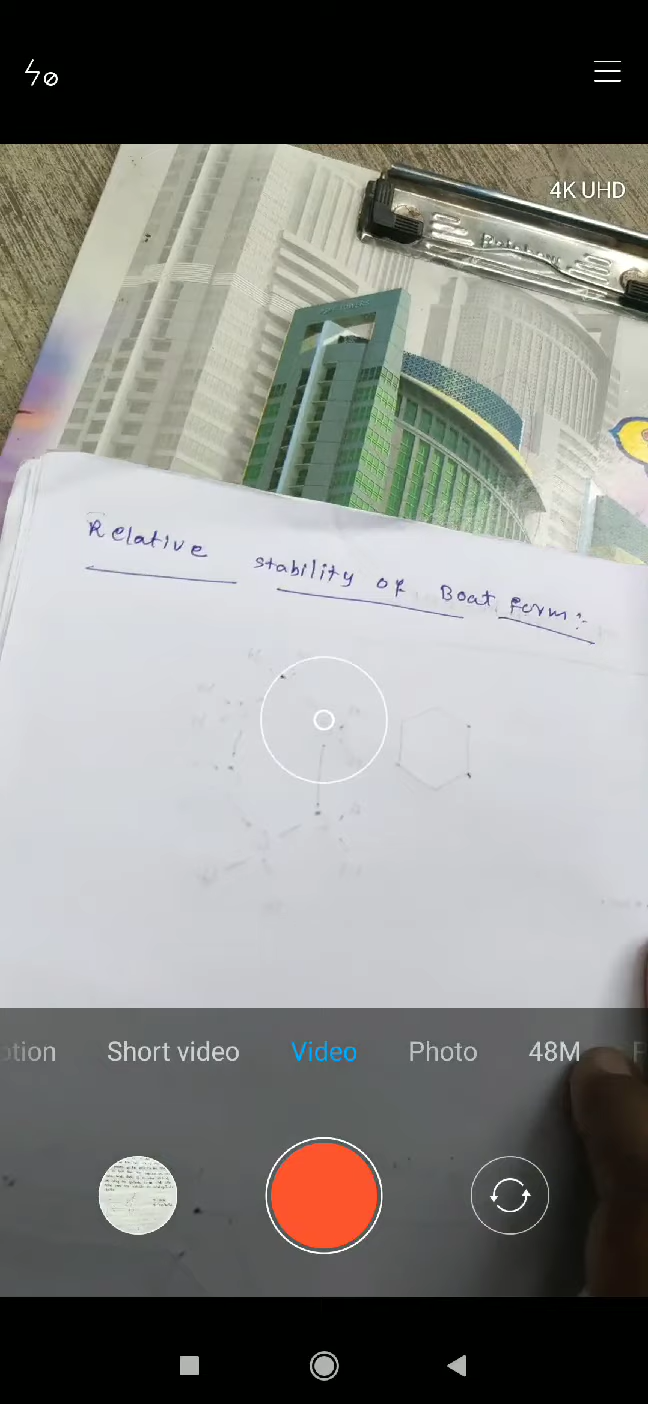 4K UHD
Relative stability of Boat form :-
Short video
Video
Photo
48M